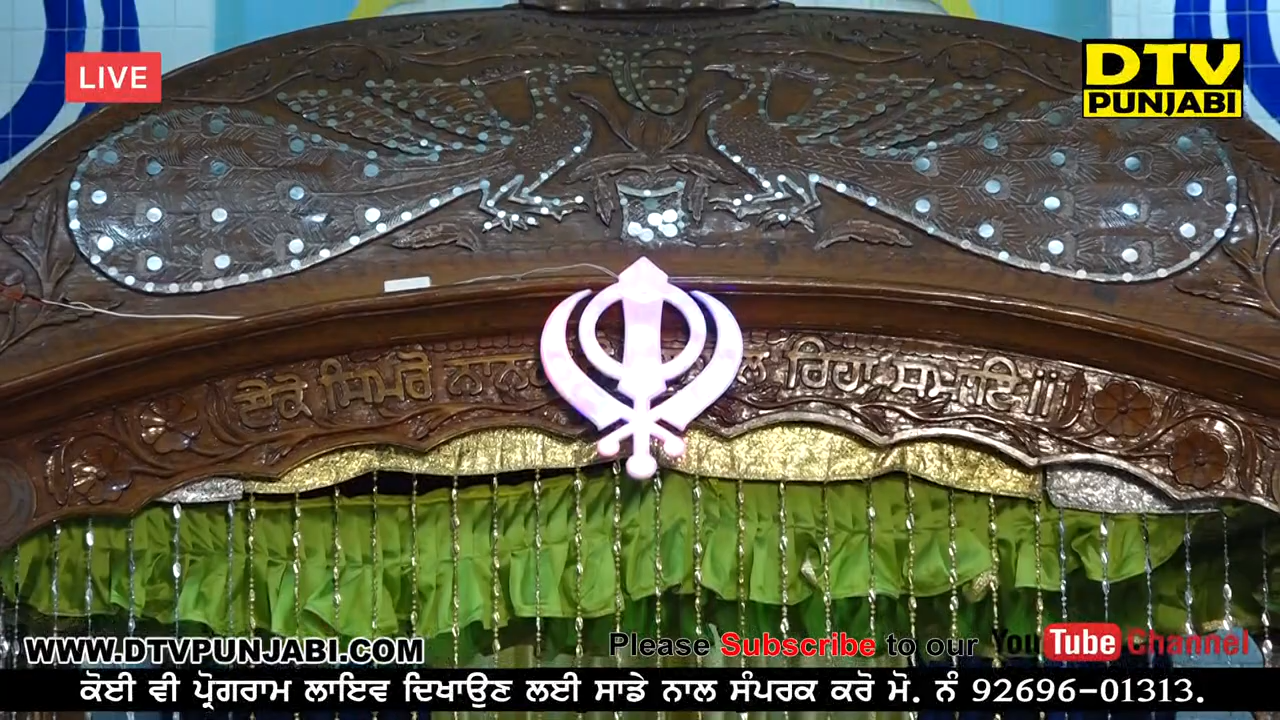 LIVE
DTV
PUNJABI
ਏਕੋ ਸਿਮਰੋ ਨਾਨਕਾ ਰਿਹਾ ਸਮਾਇ॥
WWW.DTVPUNJABI.COM
Please Subscribe to our YouTube Channel
ਕੋਈ ਵੀ ਪ੍ਰੋਗਰਾਮ ਲਾਇਵ ਦਿਖਾਉਣ ਲਈ ਸਾਡੇ ਨਾਲ ਸੰਪਰਕ ਕਰੋ ਮੋ. ਨੰ 92696-01313.